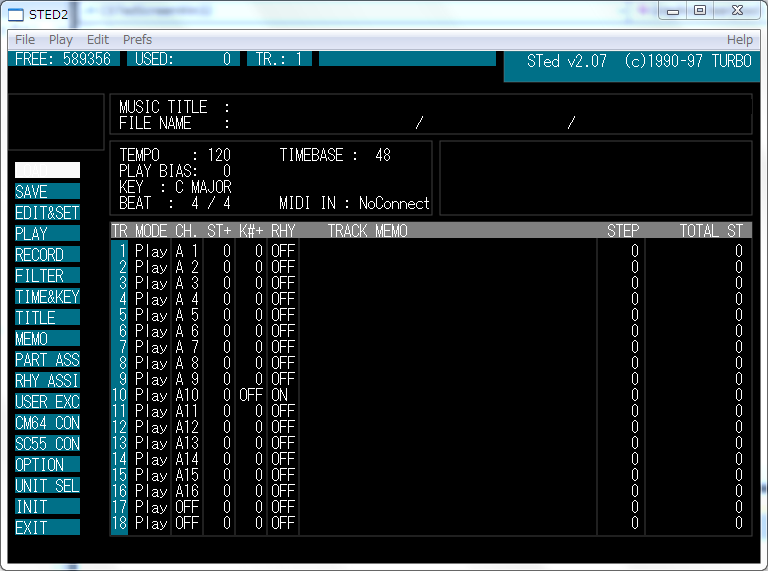 STED2
File Play Edit Prefs Help
FREE: 589356 USED: 0 TR.: 1 STed v2.07 (c)1990-97 TURBO
MUSIC TITLE :
FILE NAME : / /
TEMPO : 120 TIMEBASE : 48
PLAY BIAS: 0
KEY : C MAJOR
BEAT : 4 / 4 MIDI IN : NoConnect
SAVE
EDIT&SET
PLAY
RECORD
FILTER
TIME&KEY
TITLE
MEMO
PART ASS
RHY ASSI
USER EXC
CM64 CON
SC55 CON
OPTION
UNIT SEL
INIT
EXIT
TR MODE CH. ST+ K#+ RHY TRACK MEMO STEP TOTAL ST
1 Play A 1 0 0 OFF 0 0
2 Play A 2 0 0 OFF 0 0
3 Play A 3 0 0 OFF 0 0
4 Play A 4 0 0 OFF 0 0
5 Play A 5 0 0 OFF 0 0
6 Play A 6 0 0 OFF 0 0
7 Play A 7 0 0 OFF 0 0
8 Play A 8 0 0 OFF 0 0
9 Play A 9 0 0 OFF 0 0
10 Play A10 0 OFF ON 0 0
11 Play A11 0 0 OFF 0 0
12 Play A12 0 0 OFF 0 0
13 Play A13 0 0 OFF 0 0
14 Play A14 0 0 OFF 0 0
15 Play A15 0 0 OFF 0 0
16 Play A16 0 0 OFF 0 0
17 Play OFF 0 0 OFF 0 0
18 Play OFF 0 0 OFF 0 0